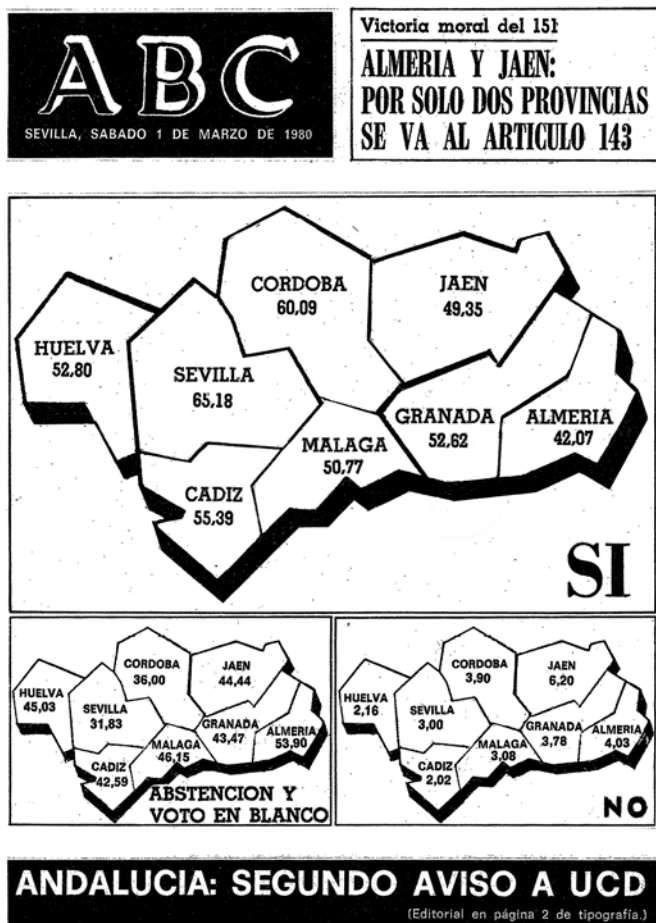 ABC
SEVILLA, SABADO 1 DE MARZO DE 1980
Victoria moral del 151
ALMERIA Y JAEN:
POR SOLO DOS PROVINCIAS
SE VA AL ARTICULO 143
CORDOBA
60,09
JAEN
49,35
HUELVA
52,80
SEVILLA
65,18
GRANADA
52,62
ALMERIA
42,07
MALAGA
50,77
CADIZ
55,39
SI
CORDOBA
36,00
JAEN
44,44
HUELVA
45,03
SEVILLA
31,83
GRANADA
43,47
ALMERIA
53,90
MALAGA
46,15
CADIZ
42,59
ABSTENCION Y
VOTO EN BLANCO
CORDOBA
3,90
JAEN
6,20
HUELVA
2,16
SEVILLA
3,00
GRANADA
3,78
ALMERIA
4,03
MALAGA
3,08
CADIZ
2,02
NO
ANDALUCIA: SEGUNDO AVISO A UCD
(Editorial en página 2 de tipografía.)